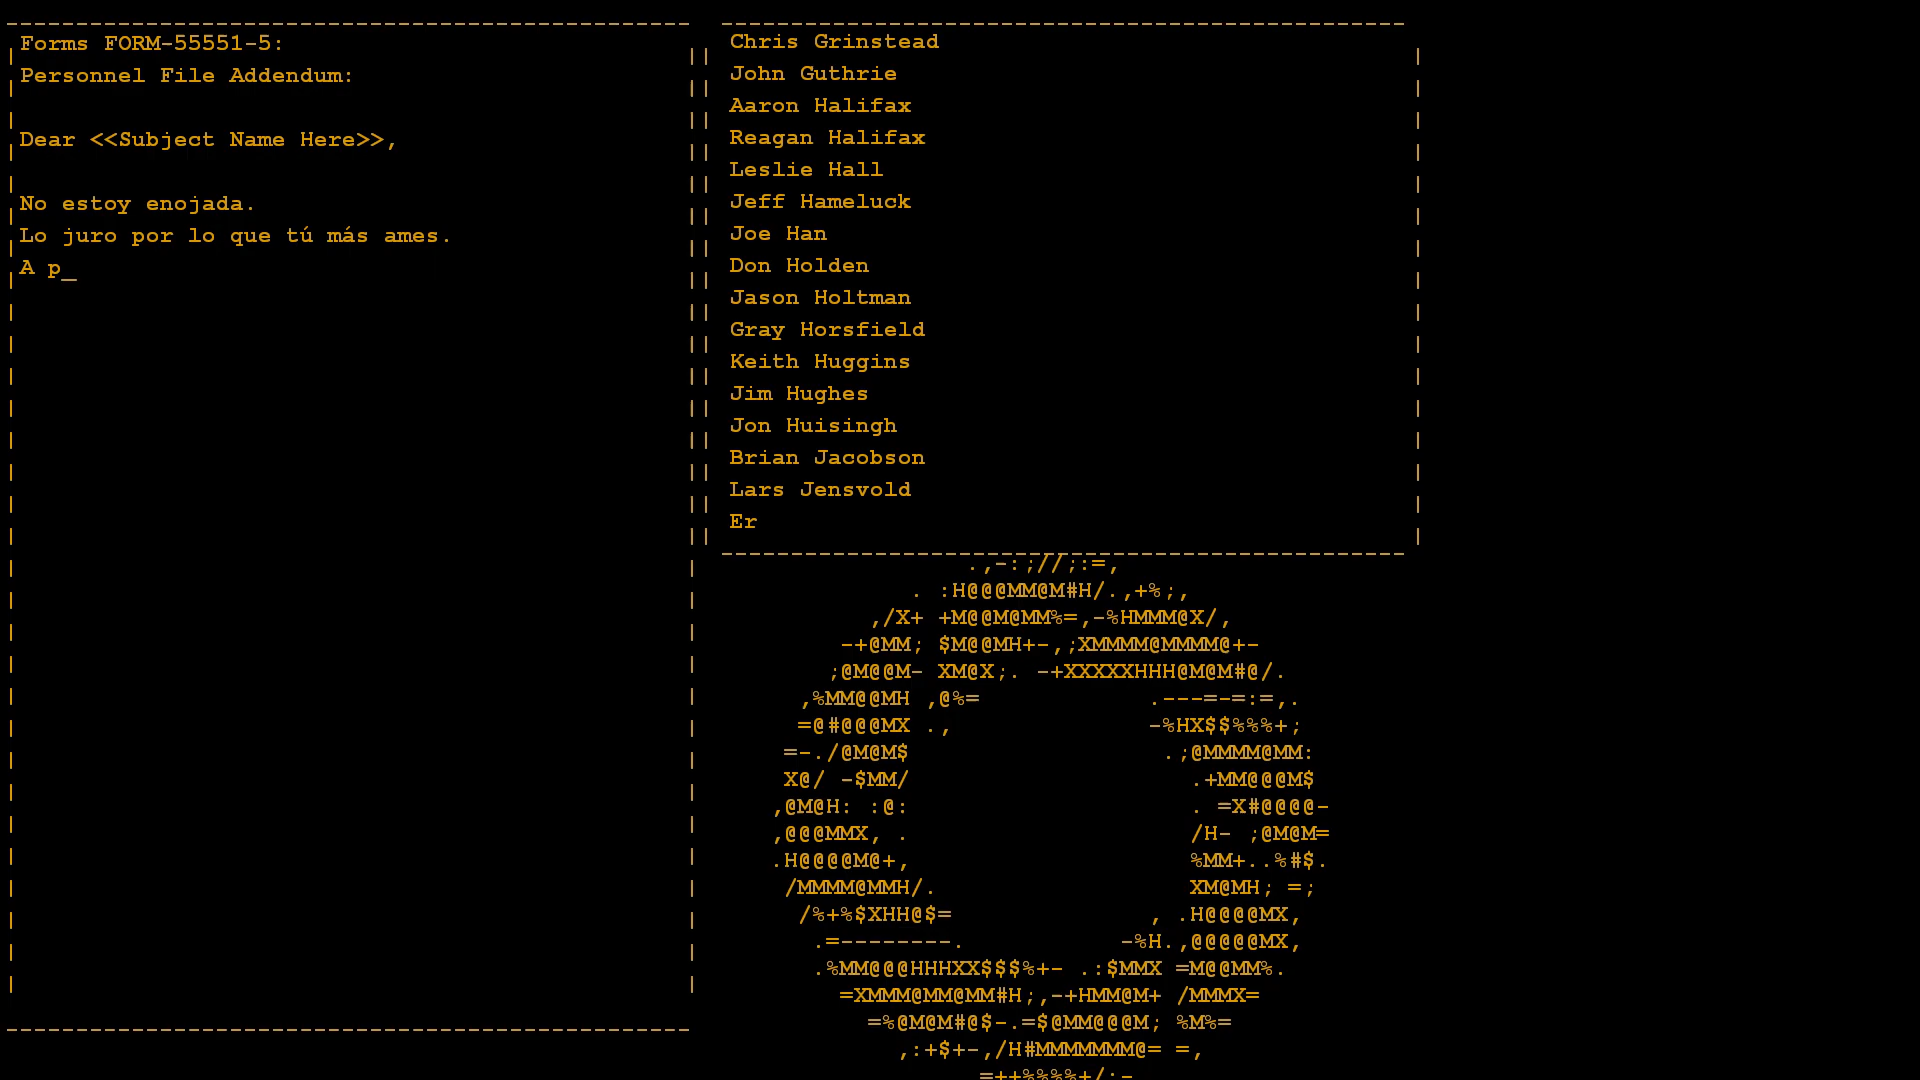 Forms FORM-55551-5:
Personnel File Addendum:
Dear <<Subject Name Here>>,
No estoy enojada.
Lo juro por lo que tú más ames.
A p_
Chris Grinstead
John Guthrie
Aaron Halifax
Reagan Halifax
Leslie Hall
Jeff Hameluck
Joe Han
Don Holden
Jason Holtman
Gray Horsfield
Keith Huggins
Jim Hughes
Jon Huisingh
Brian Jacobson
Lars Jensvold
Er